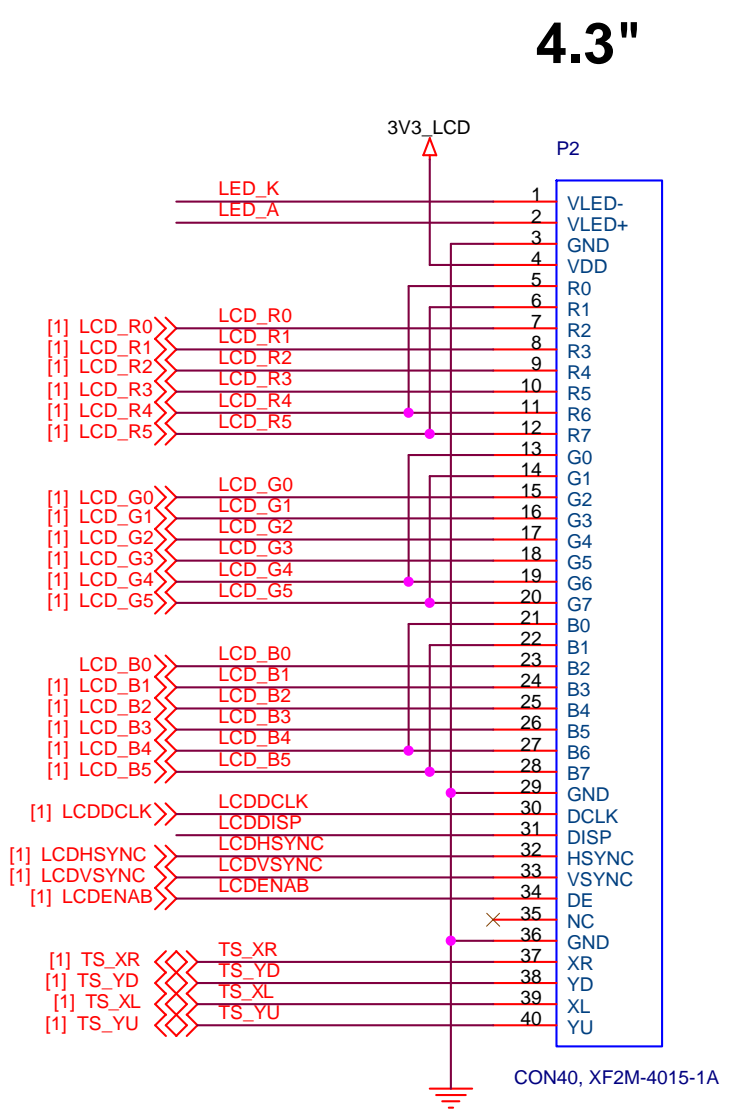 4.3"
3V3_LCD
P2
LED_K 1 VLED-
LED_A 2 VLED+
3 GND
4 VDD
5 R0
6 R1
[1] LCD_R0 LCD_R0 7 R2
[1] LCD_R1 LCD_R1 8 R3
[1] LCD_R2 LCD_R2 9 R4
[1] LCD_R3 LCD_R3 10 R5
[1] LCD_R4 LCD_R4 11 R6
[1] LCD_R5 LCD_R5 12 R7
13 G0
14 G1
[1] LCD_G0 LCD_G0 15 G2
[1] LCD_G1 LCD_G1 16 G3
[1] LCD_G2 LCD_G2 17 G4
[1] LCD_G3 LCD_G3 18 G5
[1] LCD_G4 LCD_G4 19 G6
[1] LCD_G5 LCD_G5 20 G7
21 B0
22 B1
LCD_B0 LCD_B0 23 B2
[1] LCD_B1 LCD_B1 24 B3
[1] LCD_B2 LCD_B2 25 B4
[1] LCD_B3 LCD_B3 26 B5
[1] LCD_B4 LCD_B4 27 B6
[1] LCD_B5 LCD_B5 28 B7
29 GND
[1] LCDDCLK LCDDCLK 30 DCLK
LCDDISP 31 DISP
[1] LCDHSYNC LCDHSYNC 32 HSYNC
[1] LCDVSYNC LCDVSYNC 33 VSYNC
[1] LCDENAB LCDENAB 34 DE
35 NC
36 GND
[1] TS_XR TS_XR 37 XR
[1] TS_YD TS_YD 38 YD
[1] TS_XL TS_XL 39 XL
[1] TS_YU TS_YU 40 YU
CON40, XF2M-4015-1A